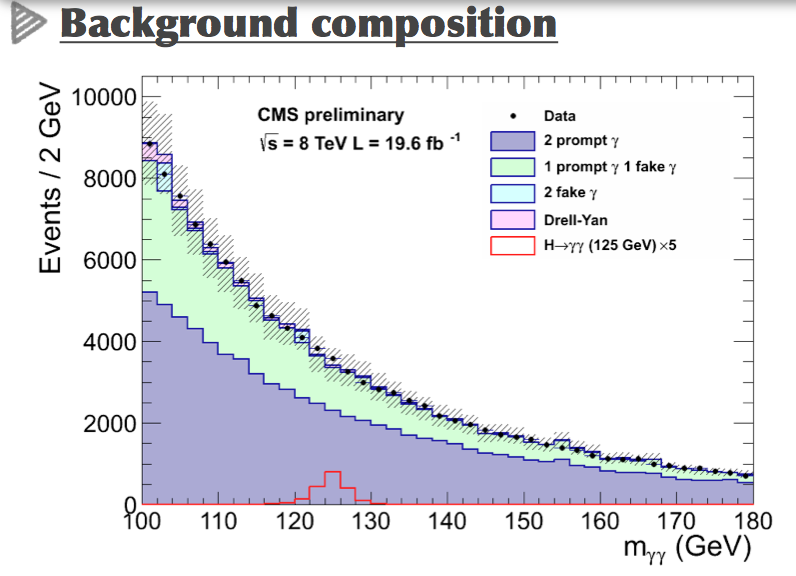 Background composition
Events / 2 GeV
10000
8000
6000
4000
2000
0
CMS preliminary
√s = 8 TeV L = 19.6 fb -1
Data
2 prompt γ
1 prompt γ 1 fake γ
2 fake γ
Drell-Yan
H→γγ (125 GeV) ×5
100 110 120 130 140 150 160 170 180
mγγ (GeV)